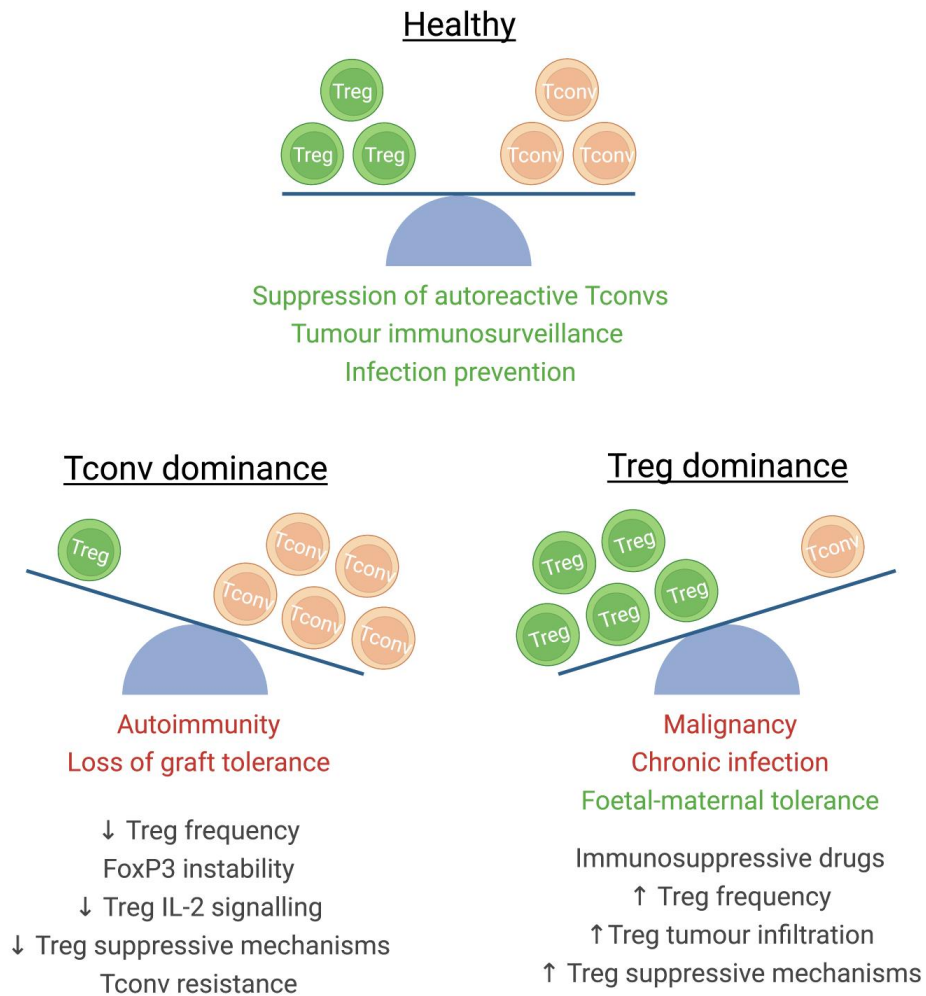 Healthy
Treg
Tconv
Treg
Treg
Tconv
Tconv
Suppression of autoreactive Tconvs
Tumour immunosurveillance
Infection prevention
Tconv dominance
Treg
Tconv
Tconv
Tconv
Tconv
Tconv
Autoimmunity
Loss of graft tolerance
↓ Treg frequency
FoxP3 instability
↓ Treg IL-2 signalling
↓ Treg suppressive mechanisms
Tconv resistance
Treg dominance
Treg
Treg
Treg
Treg
Treg
Tconv
Malignancy
Chronic infection
Foetal-maternal tolerance
Immunosuppressive drugs
↑ Treg frequency
↑Treg tumour infiltration
↑ Treg suppressive mechanisms